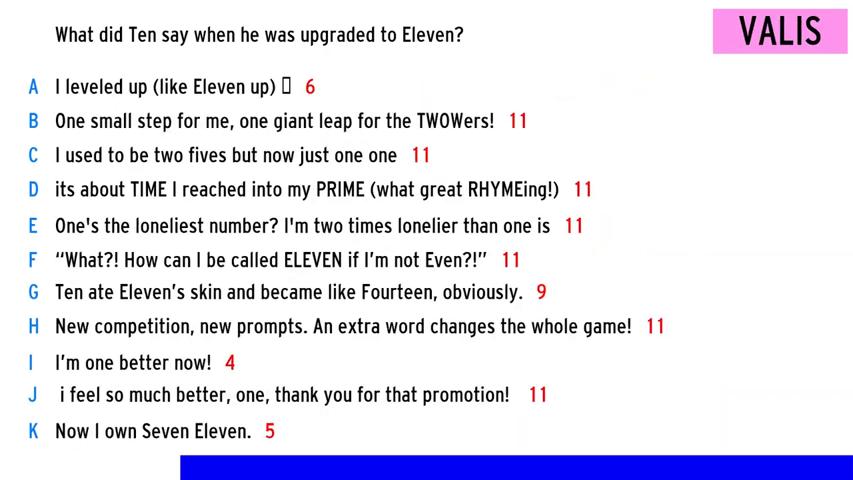 What did Ten say when he was upgraded to Eleven?
VALIS
A I leveled up (like Eleven up) 6
B One small step for me, one giant leap for the TWOWers! 11
C I used to be two fives but now just one one 11
D its about TIME I reached into my PRIME (what great RHYMEing!) 11
E One's the loneliest number? I'm two times lonelier than one is 11
F “What?! How can I be called ELEVEN if I’m not Even?!” 11
G Ten ate Eleven’s skin and became like Fourteen, obviously. 9
H New competition, new prompts. An extra word changes the whole game! 11
I I’m one better now! 4
J i feel so much better, one, thank you for that promotion! 11
K Now I own Seven Eleven. 5